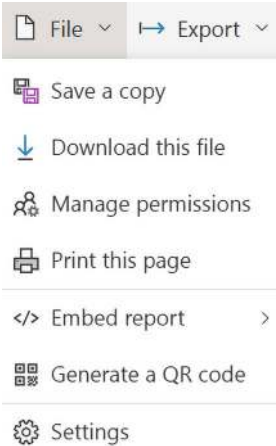 File Export
Save a copy
Download this file
Manage permissions
Print this page
Embed report
Generate a QR code
Settings